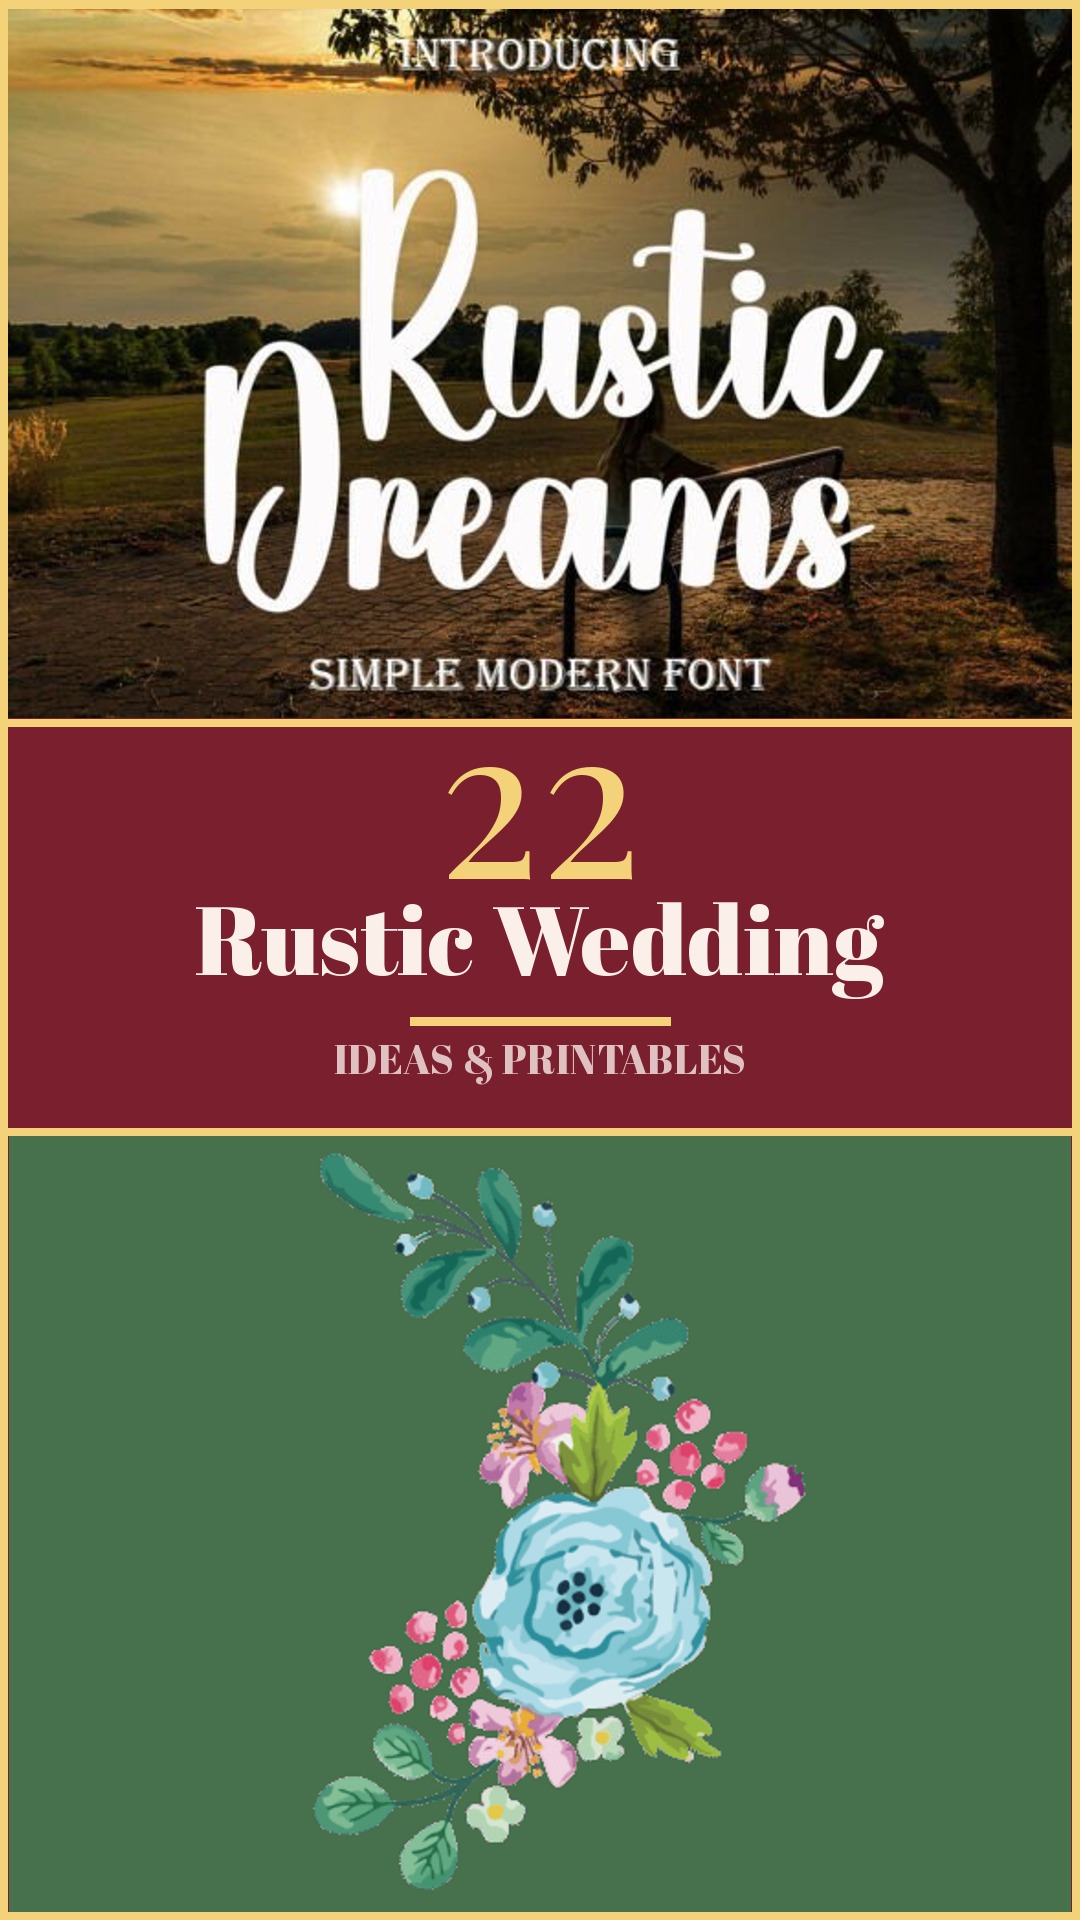 INTRODUCING
Rustic
Dreams
SIMPLE MODERN FONT
22
Rustic Wedding
IDEAS & PRINTABLES